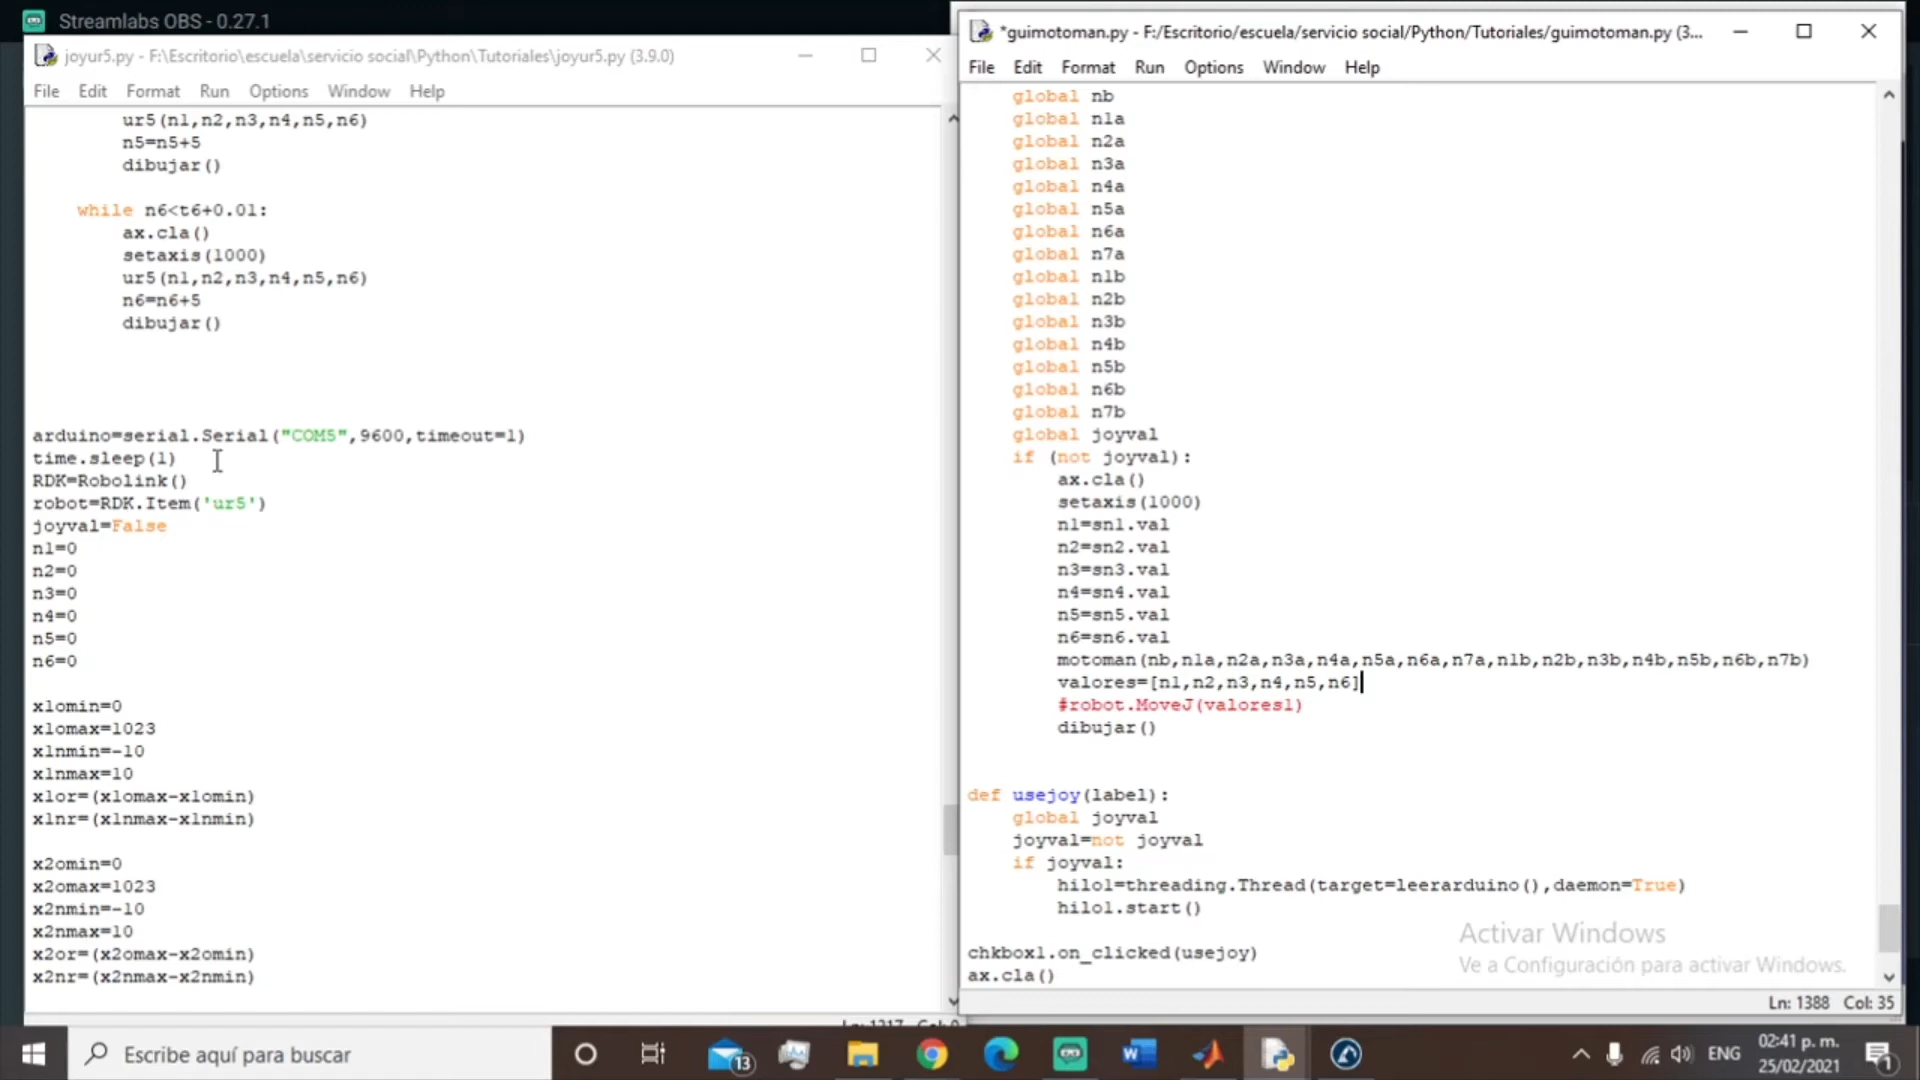 Streamlabs OBS - 0.27.1
joyur5.py - F:\Escritorio\escuela\servicio social\Python\Tutoriales\joyur5.py (3.9.0)
File Edit Format Run Options Window Help
ur5(n1,n2,n3,n4,n5,n6)
n5=n5+5
dibujar()
while n6<t6+0.01:
ax.cla()
setaxis(1000)
ur5(n1,n2,n3,n4,n5,n6)
n6=n6+5
dibujar()
arduino=serial.Serial("COM5",9600,timeout=1)
time.sleep(1)
RDK=Robolink()
robot=RDK.Item('ur5')
joyval=False
n1=0
n2=0
n3=0
n4=0
n5=0
n6=0
x1omin=0
x1omax=1023
x1nmin=-10
x1nmax=10
x1or=(x1omax-x1omin)
x1nr=(x1nmax-x1nmin)
x2omin=0
x2omax=1023
x2nmin=-10
x2nmax=10
x2or=(x2omax-x2omin)
x2nr=(x2nmax-x2nmin)
*guimotoman.py - F:/Escritorio/escuela/servicio social/Python/Tutoriales/guimotoman.py (3...
File Edit Format Run Options Window Help
global nb
global n1a
global n2a
global n3a
global n4a
global n5a
global n6a
global n7a
global n1b
global n2b
global n3b
global n4b
global n5b
global n6b
global n7b
global joyval
if (not joyval):
ax.cla()
setaxis(1000)
n1=sn1.val
n2=sn2.val
n3=sn3.val
n4=sn4.val
n5=sn5.val
n6=sn6.val
motoman(nb,n1a,n2a,n3a,n4a,n5a,n6a,n7a,n1b,n2b,n3b,n4b,n5b,n6b,n7b)
valores=[n1,n2,n3,n4,n5,n6]
#robot.MoveJ(valores1)
dibujar()
def usejoy(label):
global joyval
joyval=not joyval
if joyval:
hilo1=threading.Thread(target=leerarduino(),daemon=True)
hilo1.start()
chkbox1.on_clicked(usejoy)
ax.cla()
Activar Windows
Ve a Configuración para activar Windows.
Ln: 1388 Col: 35
Escribe aquí para buscar
13
ENG
02:41 p. m.
25/02/2021
1